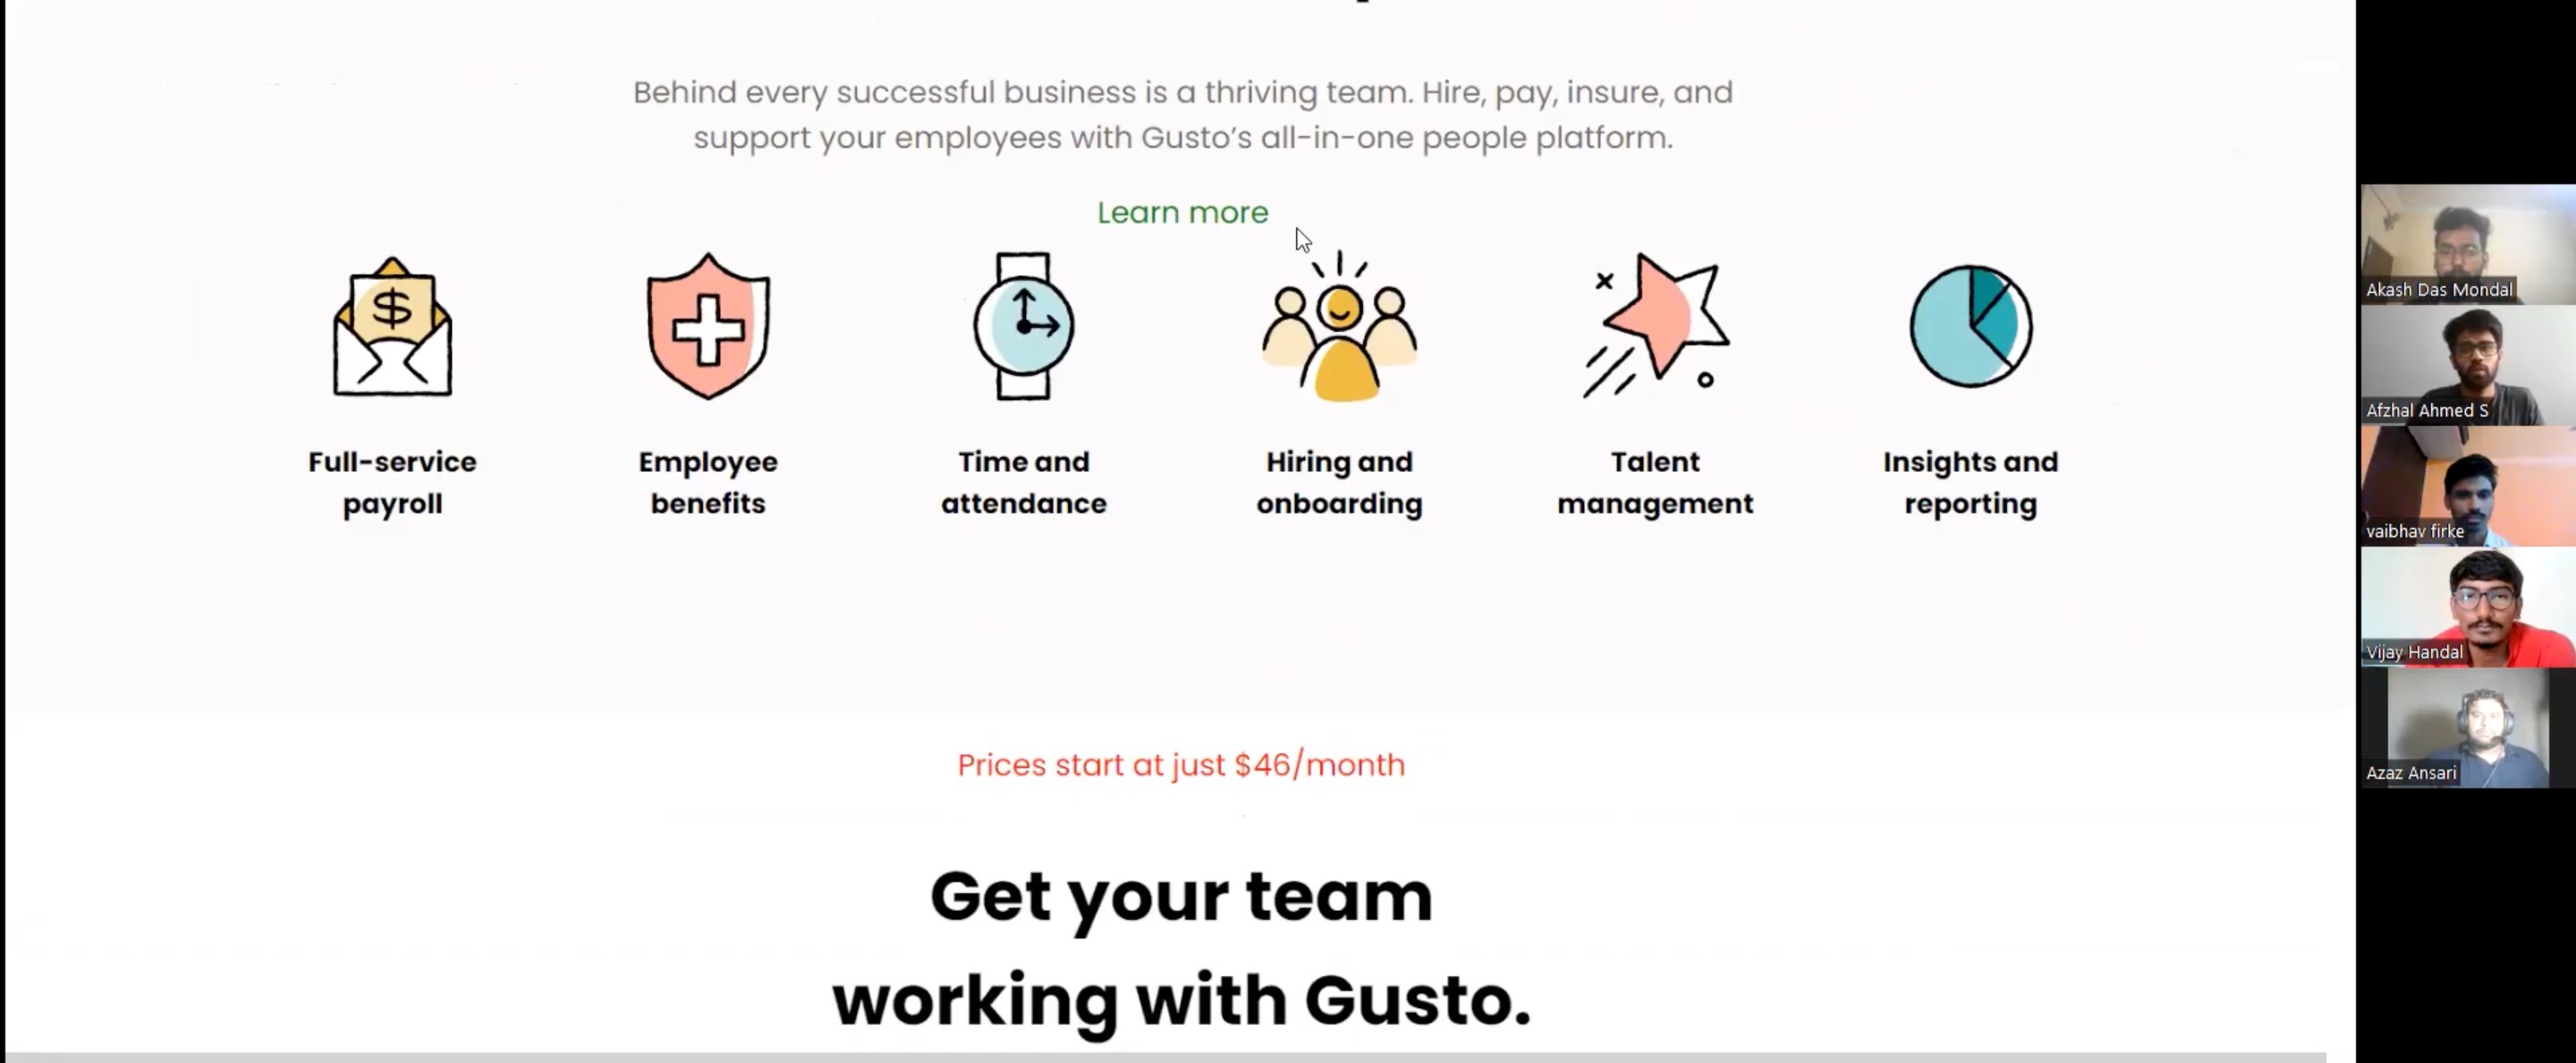 Behind every successful business is a thriving team. Hire, pay, insure, and
support your employees with Gusto's all-in-one people platform.
Learn more
$
Full-service
payroll
Employee
benefits
Time and
attendance
Hiring and
onboarding
Talent
management
Insights and
reporting
Prices start at just $46/month
Get your team
working with Gusto.
Akash Das Mondal
Afzhal Ahmed S
vaibhav firke
Vijay Handal
Azaz Ansari